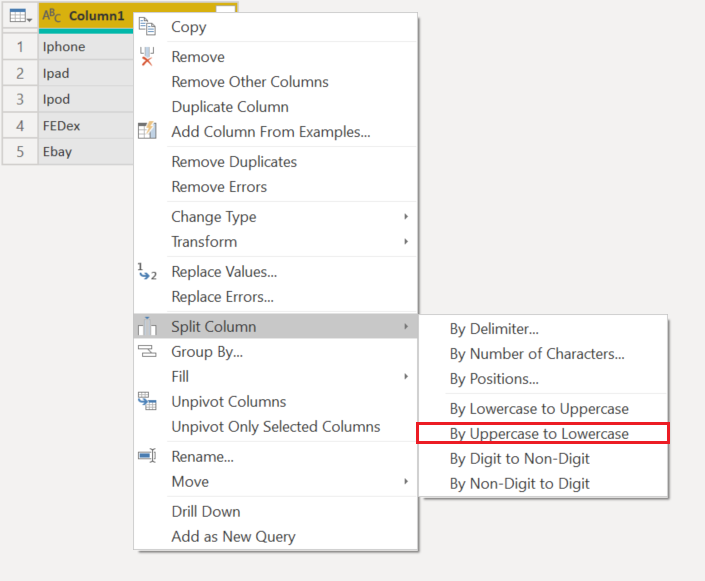 ABC Column1
1 Iphone
2 Ipad
3 Ipod
4 FEDex
5 Ebay
Copy
Remove
Remove Other Columns
Duplicate Column
Add Column From Examples...
Remove Duplicates
Remove Errors
Change Type
Transform
1 2 Replace Values...
Replace Errors...
Split Column
Group By...
Fill
Unpivot Columns
Unpivot Only Selected Columns
Rename...
Move
Drill Down
Add as New Query
By Delimiter...
By Number of Characters...
By Positions...
By Lowercase to Uppercase
By Uppercase to Lowercase
By Digit to Non-Digit
By Non-Digit to Digit